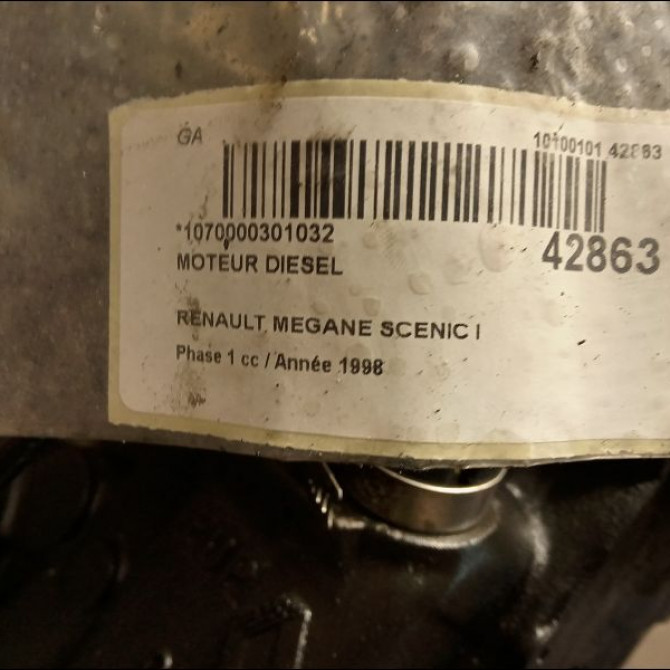 GA
10100101 42863
*1070000301032
42863
MOTEUR DIESEL
RENAULT MEGANE SCENIC I
Phase 1 cc / Année 1998